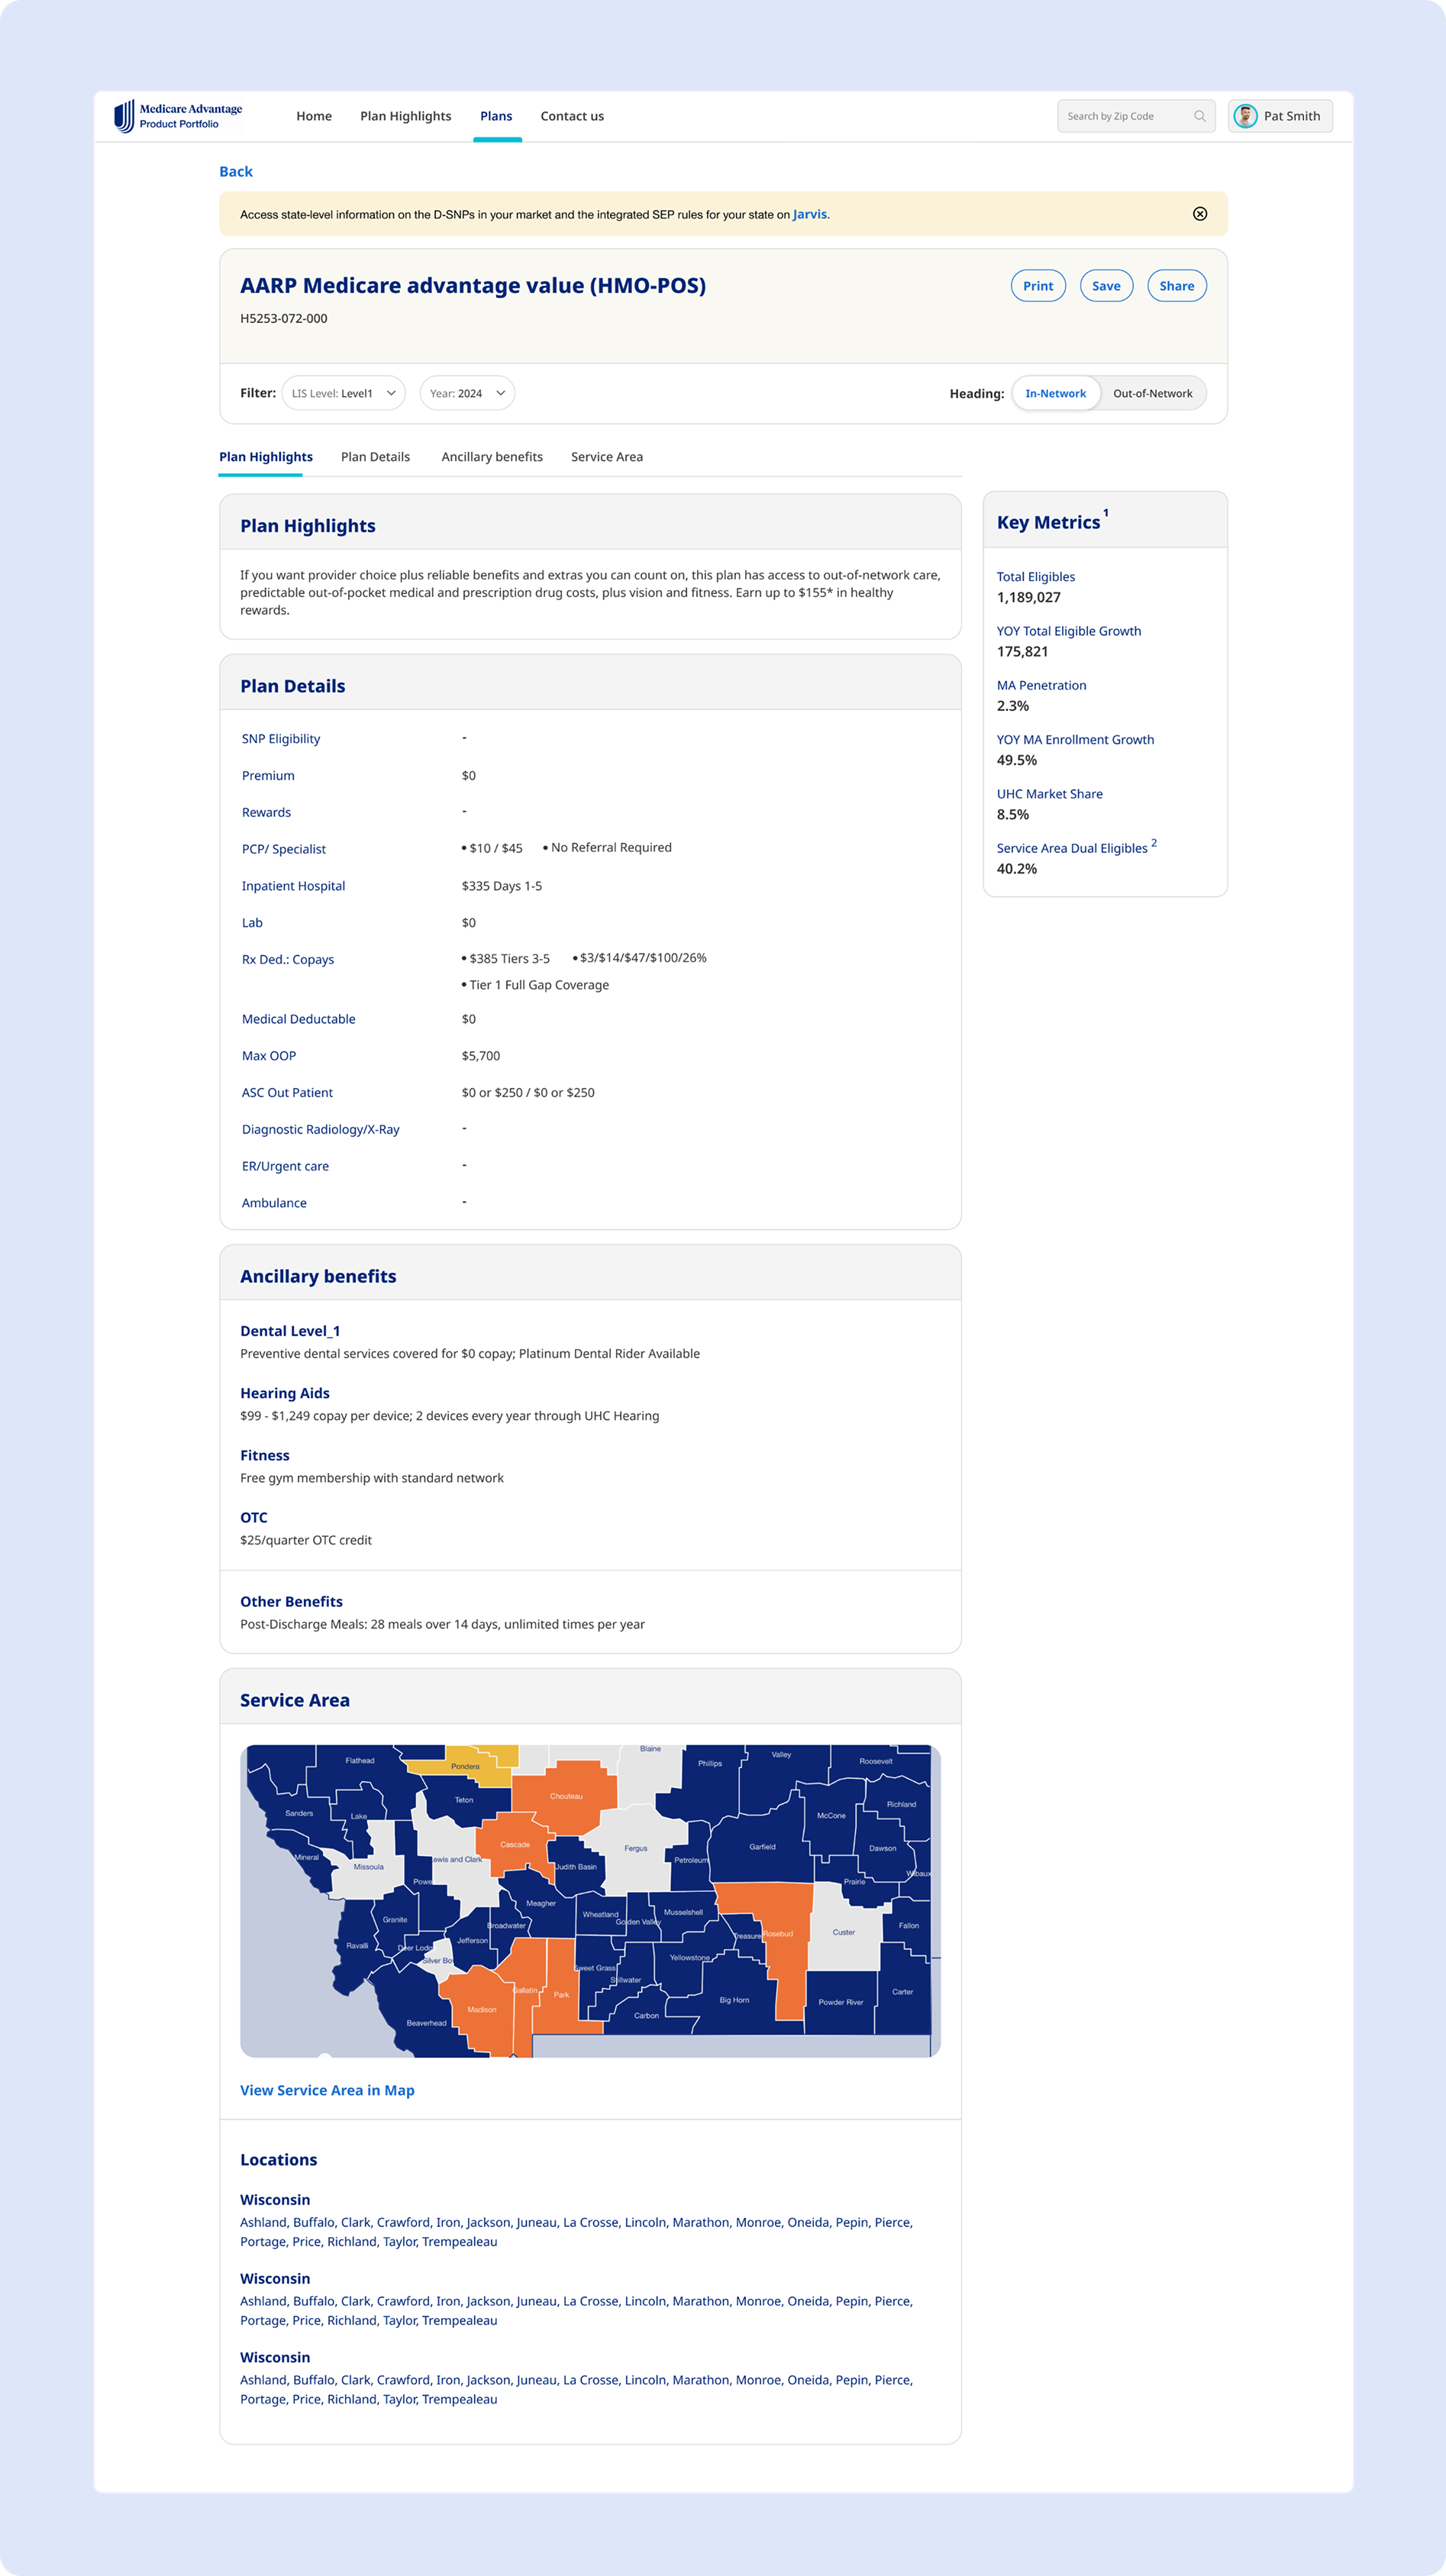 Medicare Advantage
Product Portfolio
Home
Plan Highlights
Plans
Contact us
Search by Zip Code
Pat Smith
Back
Access state-level information on the D-SNPs in your market and the integrated SEP rules for your state on Jarvis.
AARP Medicare advantage value (HMO-POS)
Print
Save
Share
H5253-072-000
Filter:
LIS Level: Level1
Year: 2024
Heading:
In-Network
Out-of-Network
Plan Highlights
Plan Details
Ancillary benefits
Service Area
Plan Highlights
If you want provider choice plus reliable benefits and extras you can count on, this plan has access to out-of-network care,
predictable out-of-pocket medical and prescription drug costs, plus vision and fitness. Earn up to $155* in healthy
rewards.
Key Metrics 1
Total Eligibles
1,189,027
YOY Total Eligible Growth
175,821
MA Penetration
2.3%
YOY MA Enrollment Growth
49.5%
UHC Market Share
8.5%
Service Area Dual Eligibles 2
40.2%
Plan Details
SNP Eligibility -
Premium $0
Rewards -
PCP/ Specialist • $10 / $45 • No Referral Required
Inpatient Hospital $335 Days 1-5
Lab $0
Rx Ded.: Copays • $385 Tiers 3-5 • $3/$14/$47/$100/26%
• Tier 1 Full Gap Coverage
Medical Deductable $0
Max OOP $5,700
ASC Out Patient $0 or $250 / $0 or $250
Diagnostic Radiology/X-Ray -
ER/Urgent care -
Ambulance -
Ancillary benefits
Dental Level_1
Preventive dental services covered for $0 copay; Platinum Dental Rider Available
Hearing Aids
$99 - $1,249 copay per device; 2 devices every year through UHC Hearing
Fitness
Free gym membership with standard network
OTC
$25/quarter OTC credit
Other Benefits
Post-Discharge Meals: 28 meals over 14 days, unlimited times per year
Service Area
Blaine
Valley
Flathead
Phillips
Roosevelt
Pondera
Chouteau
Teton
Richland
Sanders
Lake
McCone
Cascade
Fergus
Garfield
Dawson
Mineral
ewis and Clark
Missoula
Judith Basin
Petroleum
Wibaux
Powe
Prairie
Meagher
Musselshell
Wheatland
Granite
Golden Valley
Broadwater
Fallon
Custer
Rosebud
Treasure
Jefferson
Ravalli
Deer Lodg
Silver Bo
Yellowstone
Sweet Grass
Stillwater
Gallatin
Park
Carter
Big Horn
Powder River
Madison
Carbon
Beaverhead
View Service Area in Map
Locations
Wisconsin
Ashland, Buffalo, Clark, Crawford, Iron, Jackson, Juneau, La Crosse, Lincoln, Marathon, Monroe, Oneida, Pepin, Pierce,
Portage, Price, Richland, Taylor, Trempealeau
Wisconsin
Ashland, Buffalo, Clark, Crawford, Iron, Jackson, Juneau, La Crosse, Lincoln, Marathon, Monroe, Oneida, Pepin, Pierce,
Portage, Price, Richland, Taylor, Trempealeau
Wisconsin
Ashland, Buffalo, Clark, Crawford, Iron, Jackson, Juneau, La Crosse, Lincoln, Marathon, Monroe, Oneida, Pepin, Pierce,
Portage, Price, Richland, Taylor, Trempealeau